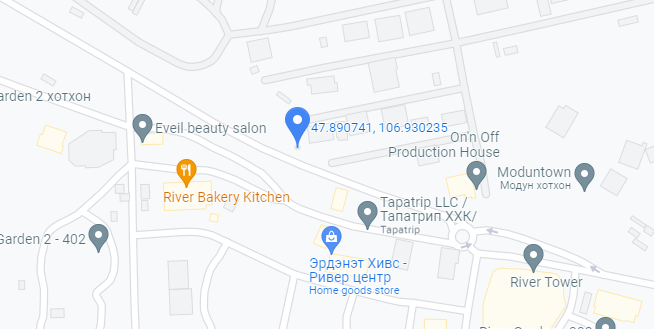 arden 2 хотхон
Eveil beauty salon
47.890741, 106.930235
On'n Off
Production House
Moduntown
Модун хотхон
River Bakery Kitchen
Tapatrip LLC /
Тапатрип ХХК/
Tapatrip
Garden 2 - 402
Эрдэнэт Хивс -
Ривер центр
Home goods store
River Tower